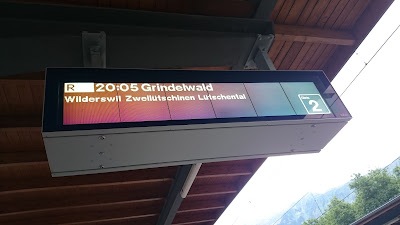 R 20:05 Grindelwald
Wilderswil Zweilütschinen Lütschental
2